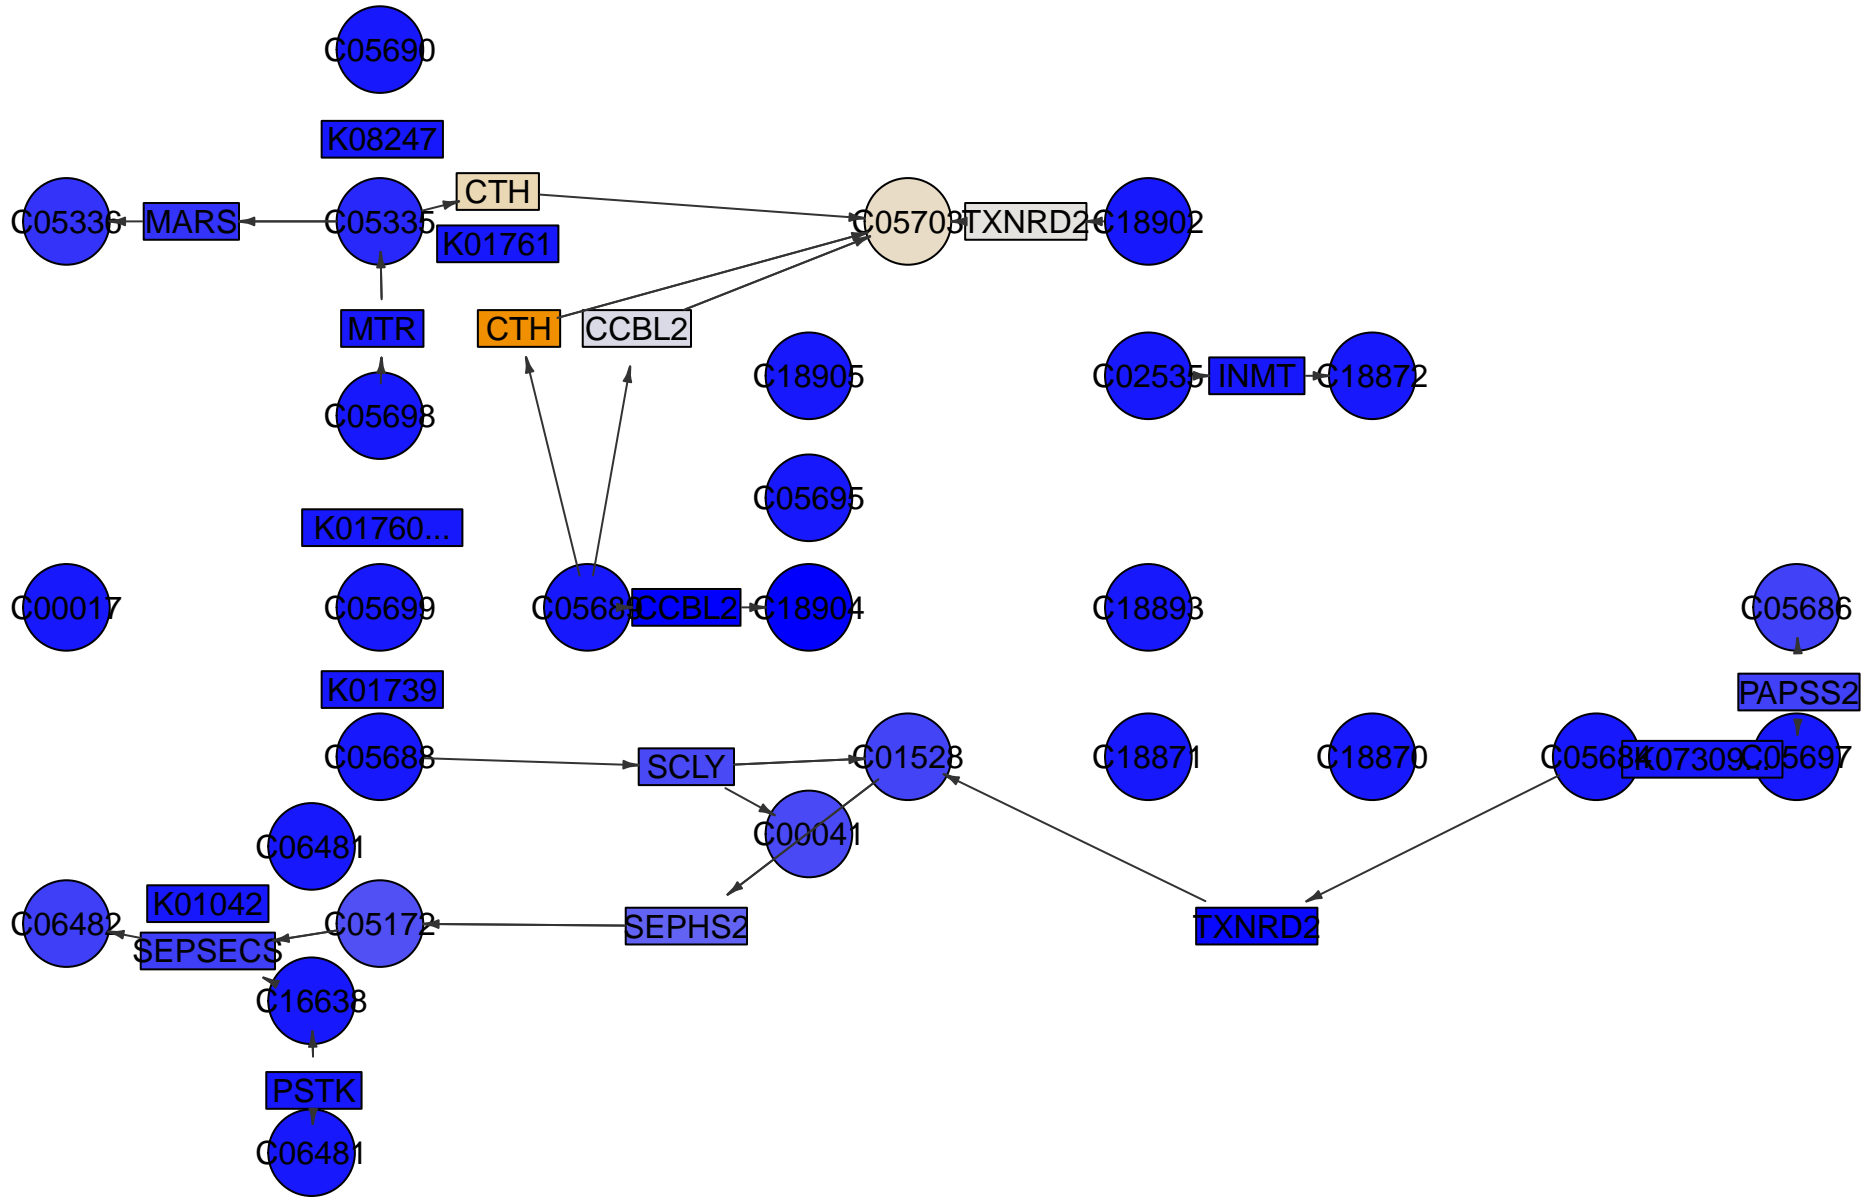 C05690
K08247
CTH
C05336
MARS
C05335
C05703
TXNRD2
C18902
K01761
MTR
CTH
CCBL2
C18905
C02535
INMT
C18872
C05698
C05695
K01760...
C00017
C05699
C05689
CCBL2
C18904
C18893
C05686
K01739
PAPSS2
C05688
SCLY
C01528
C18871
C18870
C05684
K07309...
C05697
C00041
C06481
K01042
C06482
SEPSECS
C05172
SEPHS2
TXNRD2
C16638
PSTK
C06481